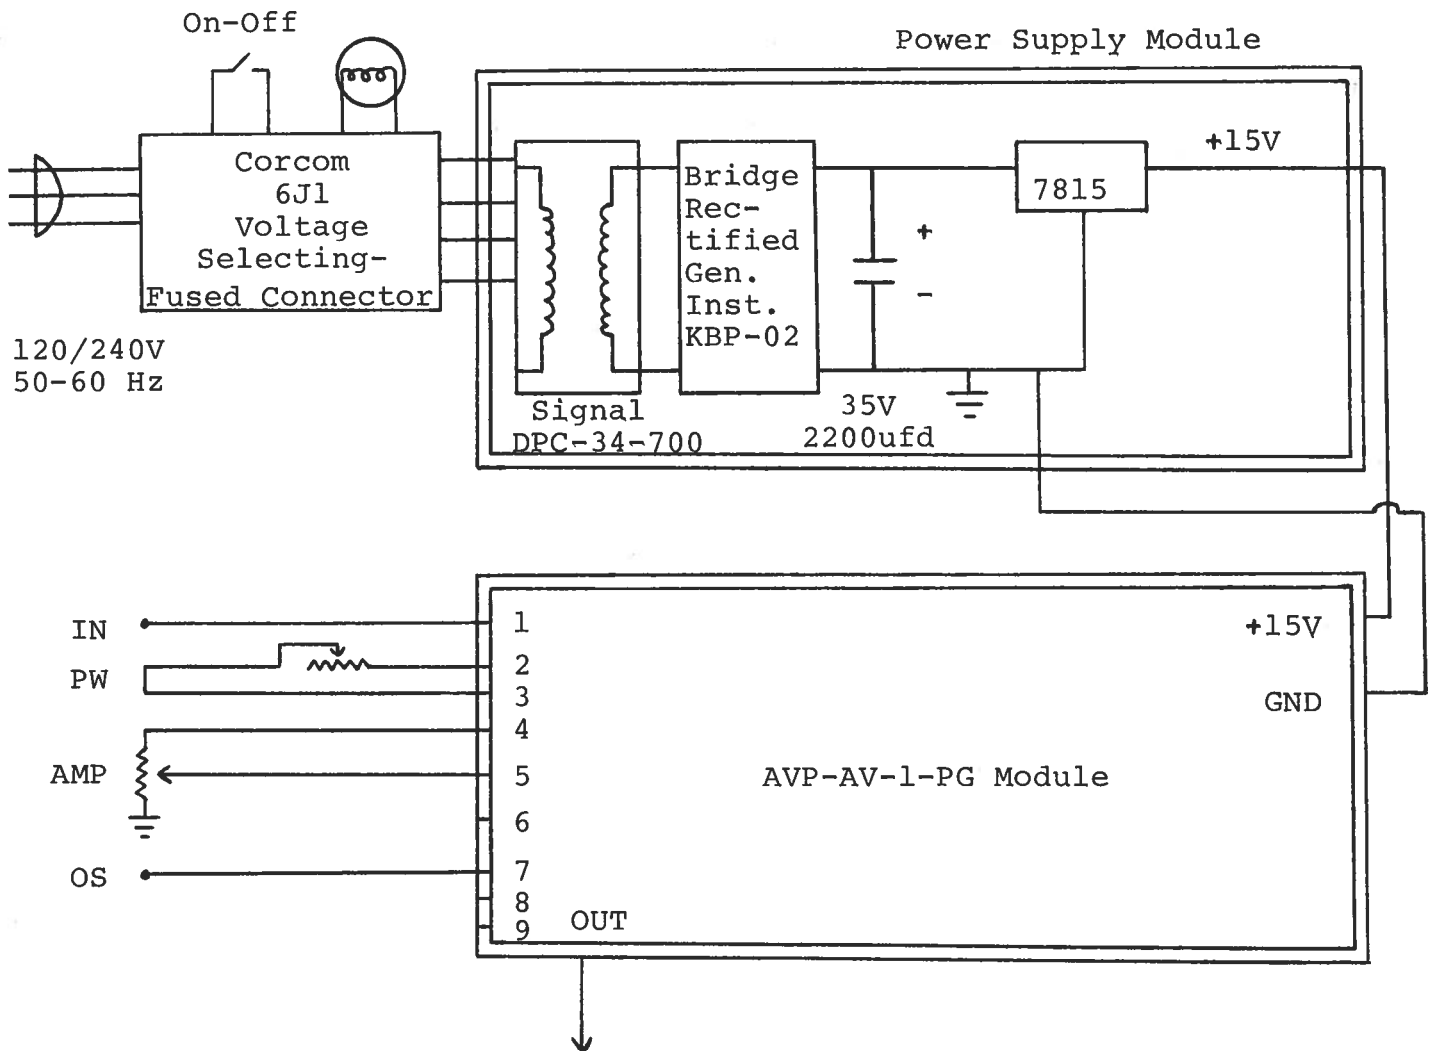 On-Off
Power Supply Module
Corcom
6J1
Voltage
Selecting-
Fused Connector
120/240V
50-60 Hz
Signal
DPC-34-700
Bridge
Rec-
tified
Gen.
Inst.
KBP-02
+
-
35V
2200ufd
7815
+15V
IN
PW
AMP
OS
1
2
3
4
5
6
7
8
9
OUT
AVP-AV-1-PG Module
+15V
GND